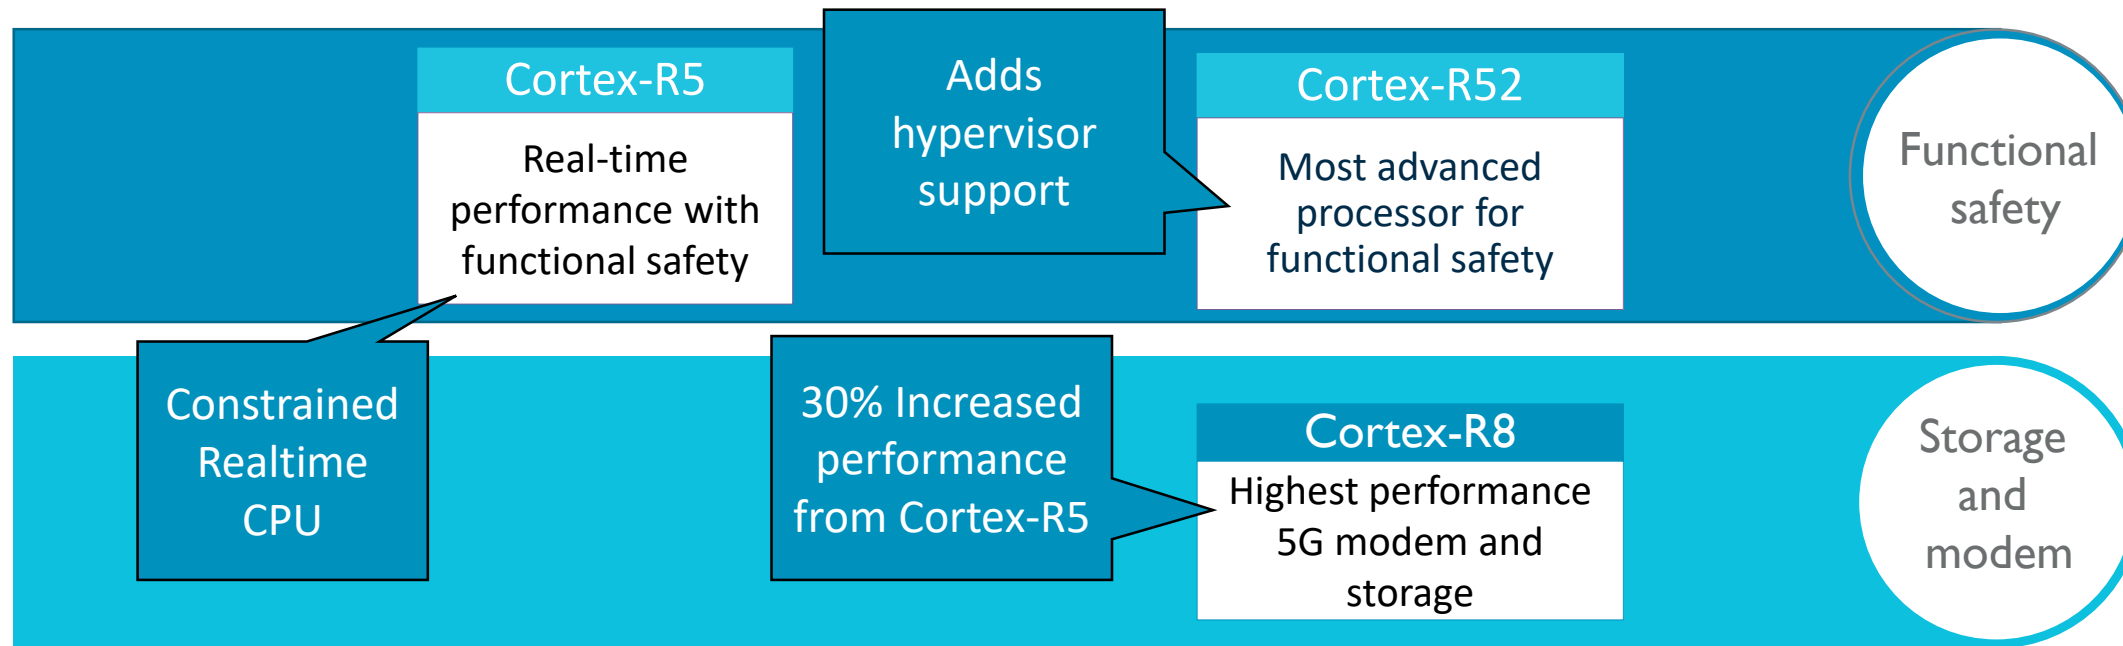 Cortex-R5
Real-time
performance with
functional safety
Adds
hypervisor
support
Cortex-R52
Most advanced
processor for
functional safety
Functional
safety
Constrained
Realtime
CPU
30% Increased
performance
from Cortex-R5
Cortex-R8
Highest performance
5G modem and
storage
Storage
and
modem